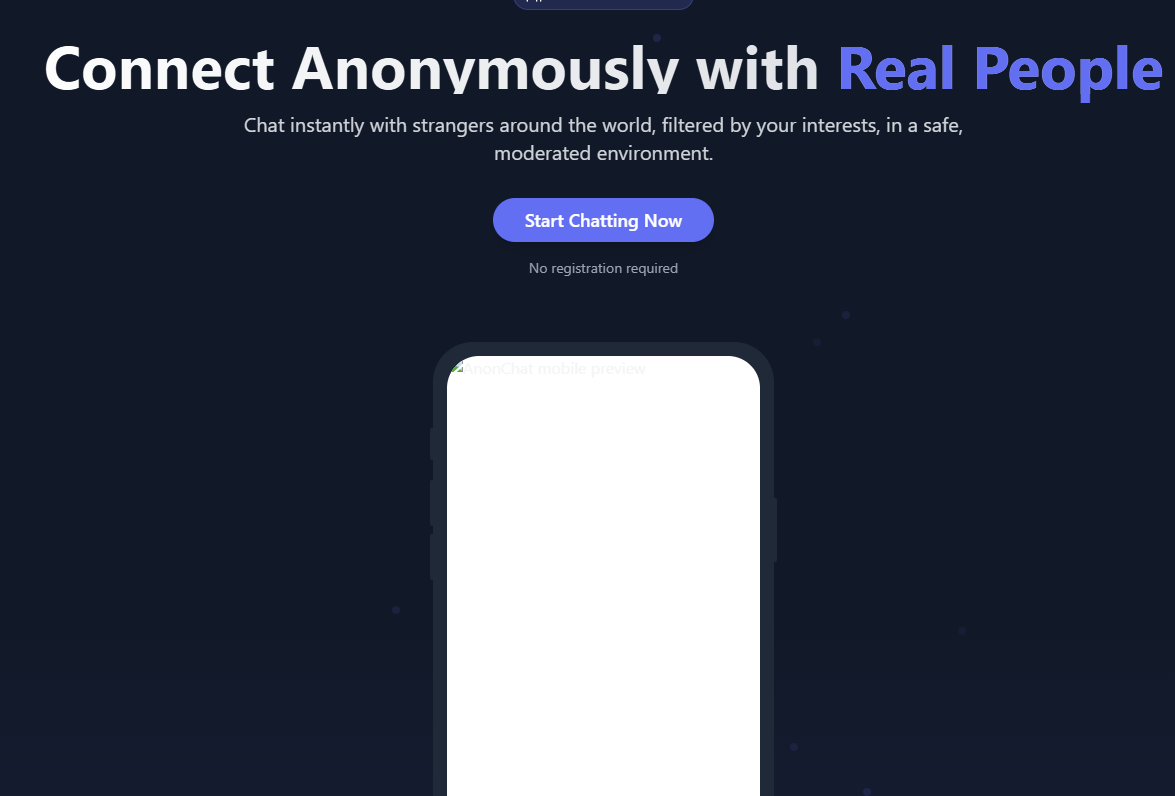 Connect Anonymously with Real People
Chat instantly with strangers around the world, filtered by your interests, in a safe,
moderated environment.
Start Chatting Now
No registration required
AnonChat mobile preview